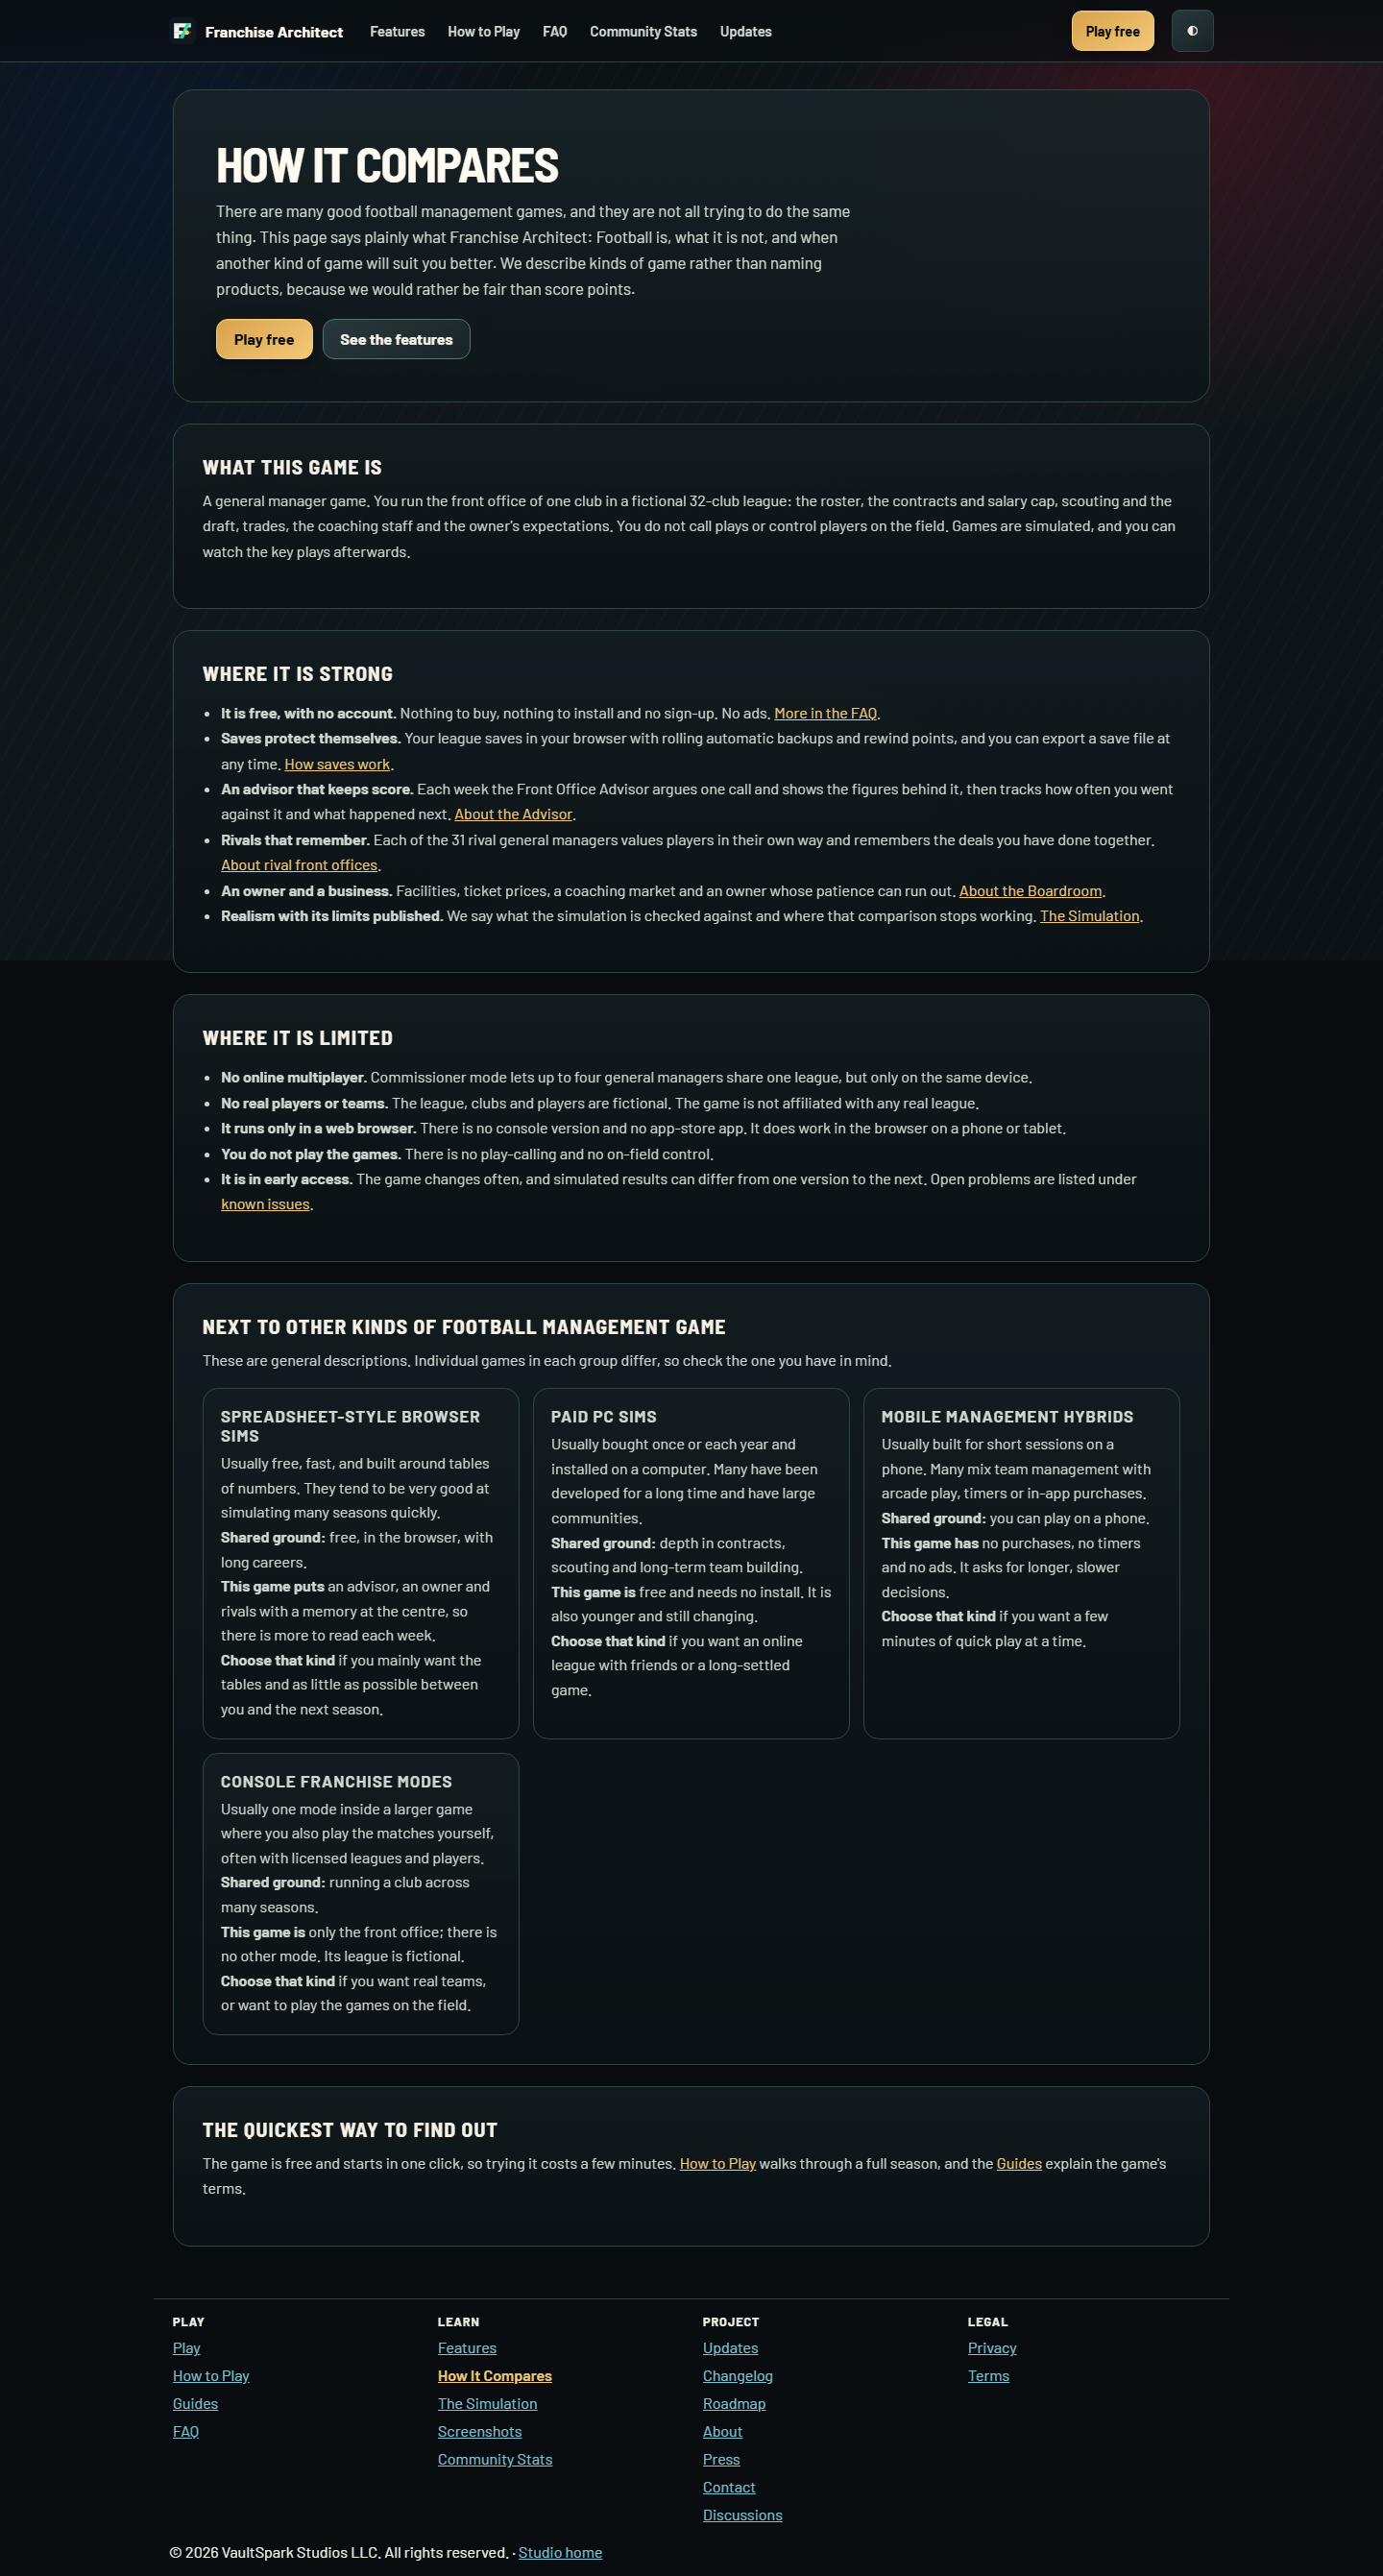 Franchise Architect Features How to Play FAQ Community Stats Updates Play free
HOW IT COMPARES
There are many good football management games, and they are not all trying to do the same
thing. This page says plainly what Franchise Architect: Football is, what it is not, and when
another kind of game will suit you better. We describe kinds of game rather than naming
products, because we would rather be fair than score points.
Play free See the features
WHAT THIS GAME IS
A general manager game. You run the front office of one club in a fictional 32-club league: the roster, the contracts and salary cap, scouting and the
draft, trades, the coaching staff and the owner's expectations. You do not call plays or control players on the field. Games are simulated, and you can
watch the key plays afterwards.
WHERE IT IS STRONG
• It is free, with no account. Nothing to buy, nothing to install and no sign-up. No ads. More in the FAQ.
• Saves protect themselves. Your league saves in your browser with rolling automatic backups and rewind points, and you can export a save file at
any time. How saves work.
• An advisor that keeps score. Each week the Front Office Advisor argues one call and shows the figures behind it, then tracks how often you went
against it and what happened next. About the Advisor.
• Rivals that remember. Each of the 31 rival general managers values players in their own way and remembers the deals you have done together.
About rival front offices.
• An owner and a business. Facilities, ticket prices, a coaching market and an owner whose patience can run out. About the Boardroom.
• Realism with its limits published. We say what the simulation is checked against and where that comparison stops working. The Simulation.
WHERE IT IS LIMITED
• No online multiplayer. Commissioner mode lets up to four general managers share one league, but only on the same device.
• No real players or teams. The league, clubs and players are fictional. The game is not affiliated with any real league.
• It runs only in a web browser. There is no console version and no app-store app. It does work in the browser on a phone or tablet.
• You do not play the games. There is no play-calling and no on-field control.
• It is in early access. The game changes often, and simulated results can differ from one version to the next. Open problems are listed under
known issues.
NEXT TO OTHER KINDS OF FOOTBALL MANAGEMENT GAME
These are general descriptions. Individual games in each group differ, so check the one you have in mind.
SPREADSHEET-STYLE BROWSER
SIMS
Usually free, fast, and built around tables
of numbers. They tend to be very good at
simulating many seasons quickly.
Shared ground: free, in the browser, with
long careers.
This game puts an advisor, an owner and
rivals with a memory at the centre, so
there is more to read each week.
Choose that kind if you mainly want the
tables and as little as possible between
you and the next season.
PAID PC SIMS
Usually bought once or each year and
installed on a computer. Many have been
developed for a long time and have large
communities.
Shared ground: depth in contracts,
scouting and long-term team building.
This game is free and needs no install. It is
also younger and still changing.
Choose that kind if you want an online
league with friends or a long-settled
game.
MOBILE MANAGEMENT HYBRIDS
Usually built for short sessions on a
phone. Many mix team management with
arcade play, timers or in-app purchases.
Shared ground: you can play on a phone.
This game has no purchases, no timers
and no ads. It asks for longer, slower
decisions.
Choose that kind if you want a few
minutes of quick play at a time.
CONSOLE FRANCHISE MODES
Usually one mode inside a larger game
where you also play the matches yourself,
often with licensed leagues and players.
Shared ground: running a club across
many seasons.
This game is only the front office; there is
no other mode. Its league is fictional.
Choose that kind if you want real teams,
or want to play the games on the field.
THE QUICKEST WAY TO FIND OUT
The game is free and starts in one click, so trying it costs a few minutes. How to Play walks through a full season, and the Guides explain the game's
terms.
PLAY
Play
How to Play
Guides
FAQ
LEARN
Features
How It Compares
The Simulation
Screenshots
Community Stats
PROJECT
Updates
Changelog
Roadmap
About
Press
Contact
Discussions
LEGAL
Privacy
Terms
© 2026 VaultSpark Studios LLC. All rights reserved. · Studio home